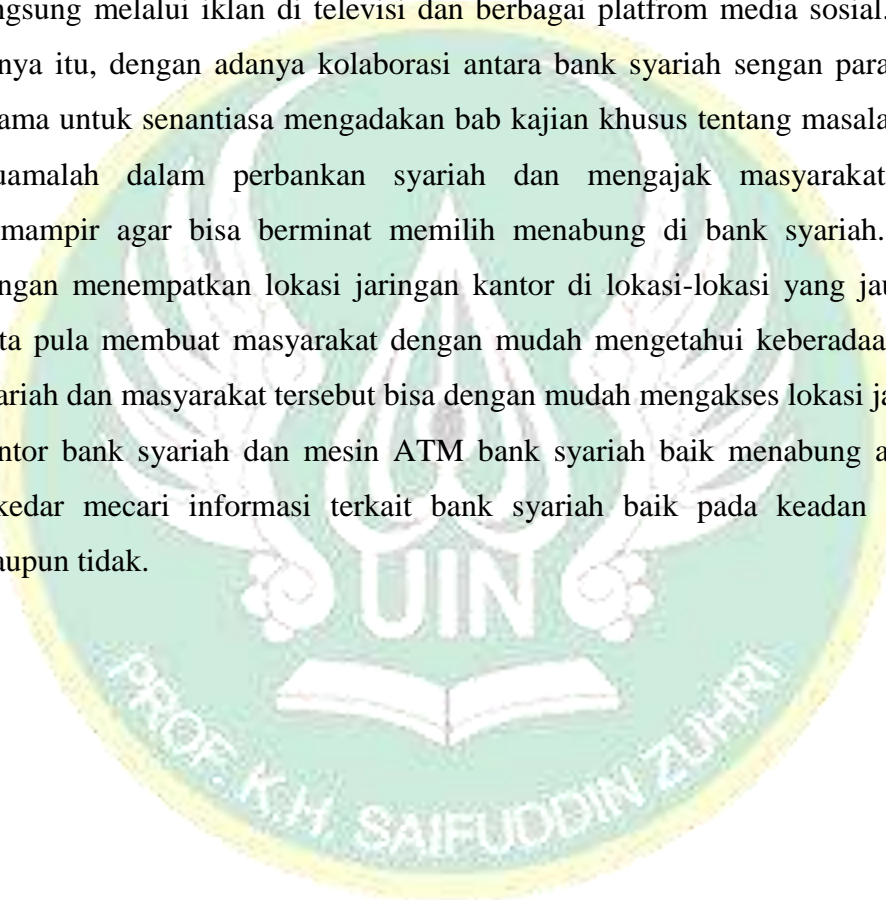 ngsung melalui iklan di televisi dan berbagai platfrom media sosial.
nya itu, dengan adanya kolaborasi antara bank syariah sengan para
ama untuk senantiasa mengadakan bab kajian khusus tentang masala
uamalah dalam perbankan syariah dan mengajak masyarakat
mampir agar bisa berminat memilih menabung di bank syariah.
ngan menempatkan lokasi jaringan kantor di lokasi-lokasi yang jau
ta pula membuat masyarakat dengan mudah mengetahui keberadaa
ariah dan masyarakat tersebut bisa dengan mudah mengakses lokasi ja
ntor bank syariah dan mesin ATM bank syariah baik menabung a
kedar mecari informasi terkait bank syariah baik pada keadan
aupun tidak.
UIN
PROF. K.H. SAIFUDDIN ZUHRI